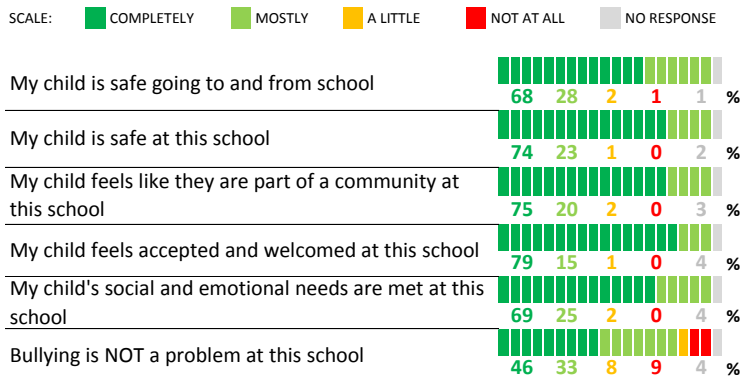 SCALE: COMPLETELY MOSTLY A LITTLE NOT AT ALL NO RESPONSE
My child is safe going to and from school
68 28 2 1 1 %
My child is safe at this school
74 23 1 0 2 %
My child feels like they are part of a community at
this school
75 20 2 0 3 %
My child feels accepted and welcomed at this school
79 15 1 0 4 %
My child's social and emotional needs are met at this
school
69 25 2 0 4 %
Bullying is NOT a problem at this school
46 33 8 9 4 %